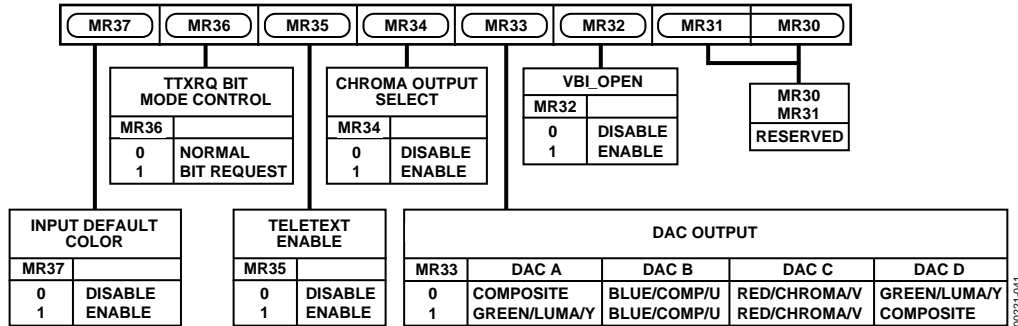 MR37 MR36 MR35 MR34 MR33 MR32 MR31 MR30
TTXRQ BIT
MODE CONTROL
MR36
0 NORMAL
1 BIT REQUEST
CHROMA OUTPUT
SELECT
MR34
0 DISABLE
1 ENABLE
VBI_OPEN
MR32
0 DISABLE
1 ENABLE
MR30
MR31
RESERVED
INPUT DEFAULT
COLOR
MR37
0 DISABLE
1 ENABLE
TELETEXT
ENABLE
MR35
0 DISABLE
1 ENABLE
DAC OUTPUT
MR33 DAC A DAC B DAC C DAC D
0 COMPOSITE BLUE/COMP/U RED/CHROMA/V GREEN/LUMA/Y
1 GREEN/LUMA/Y BLUE/COMP/U RED/CHROMA/V COMPOSITE
00221-041